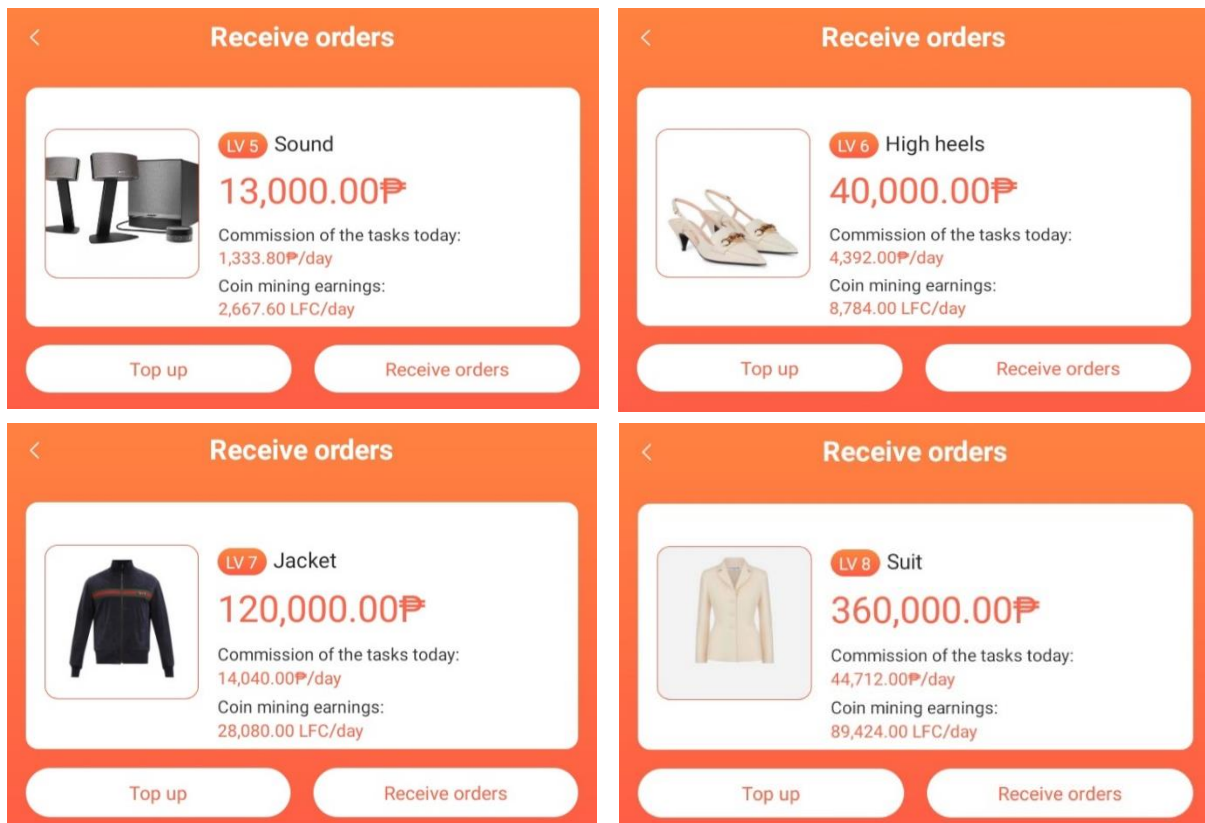 Receive orders
LV 5 Sound
13,000.00₱
Commission of the tasks today:
1,333.80₱/day
Coin mining earnings:
2,667.60 LFC/day
Top up
Receive orders
Receive orders
LV 6 High heels
40,000.00₱
Commission of the tasks today:
4,392.00₱/day
Coin mining earnings:
8,784.00 LFC/day
Top up
Receive orders
Receive orders
LV 7 Jacket
120,000.00₱
Commission of the tasks today:
14,040.00₱/day
Coin mining earnings:
28,080.00 LFC/day
Top up
Receive orders
Receive orders
LV 8 Suit
360,000.00₱
Commission of the tasks today:
44,712.00₱/day
Coin mining earnings:
89,424.00 LFC/day
Top up
Receive orders